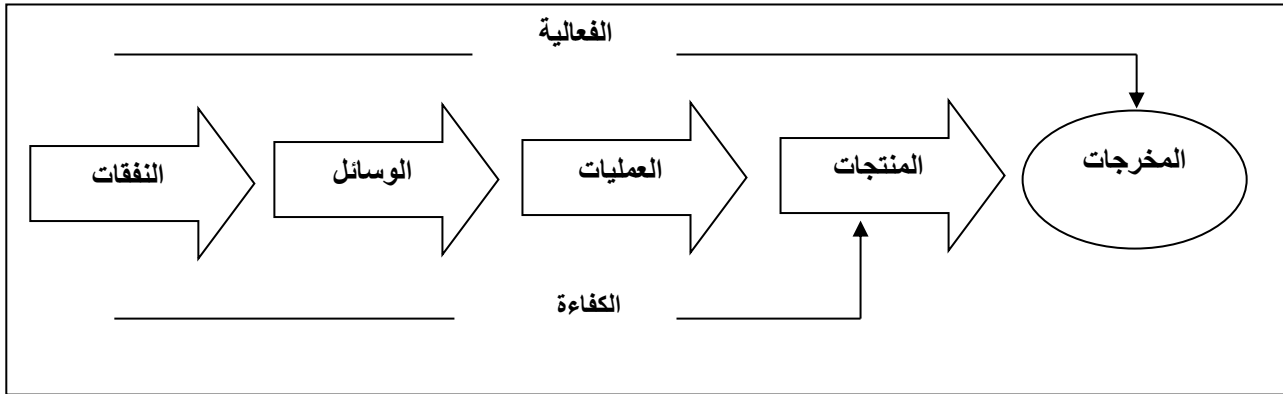 الفعالية
النفقات
الوسائل
العمليات
المنتجات
المخرجات
الكفاءة